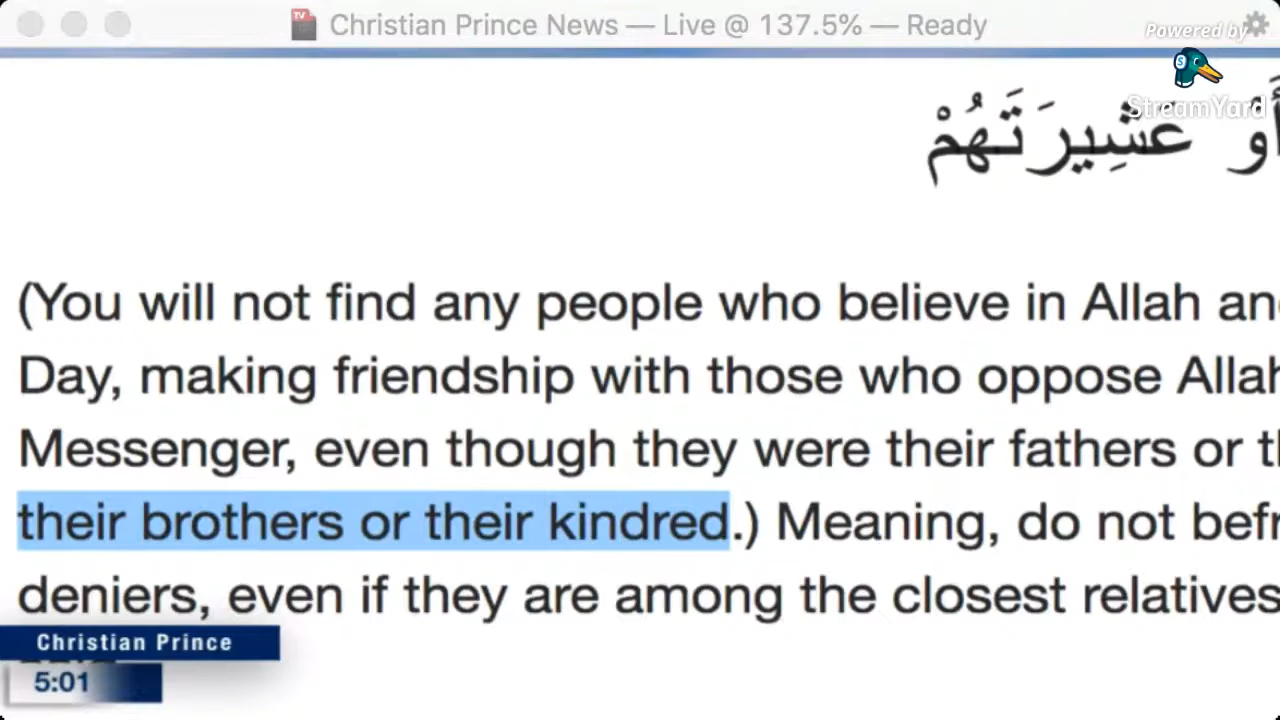 Christian Prince News — Live @ 137.5% — Ready
Powered by
StreamYard
أَوْ عَشِيرَتَهُمْ
(You will not find any people who believe in Allah an
Day, making friendship with those who oppose Allah
Messenger, even though they were their fathers or th
their brothers or their kindred.) Meaning, do not befr
deniers, even if they are among the closest relatives
Christian Prince
5:01